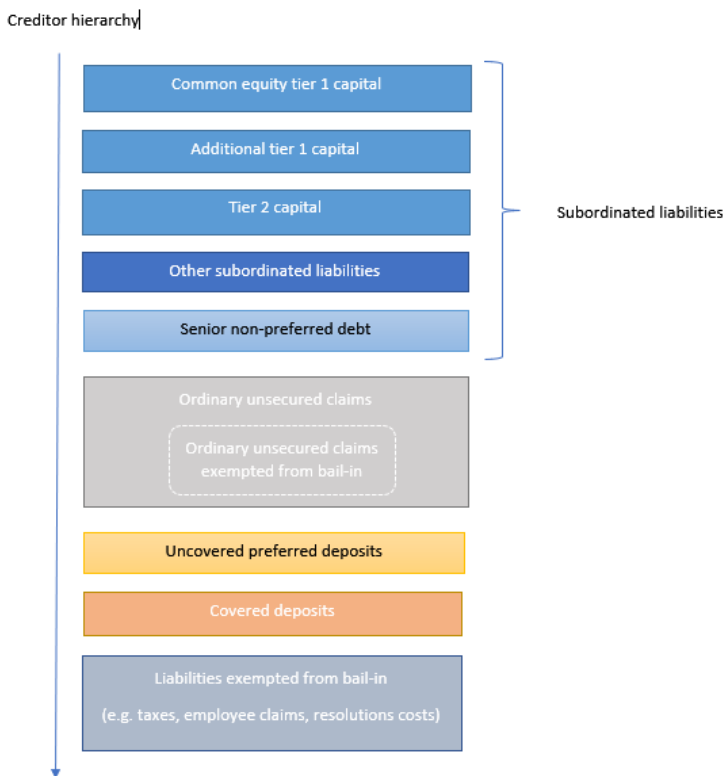 Creditor hierarchy
Common equity tier 1 capital
Additional tier 1 capital
Tier 2 capital
Subordinated liabilities
Other subordinated liabilities
Senior non-preferred debt
Ordinary unsecured claims
Ordinary unsecured claims
exempted from bail-in
Uncovered preferred deposits
Covered deposits
Liabilities exempted from bail-in
(e.g. taxes, employee claims, resolutions costs)